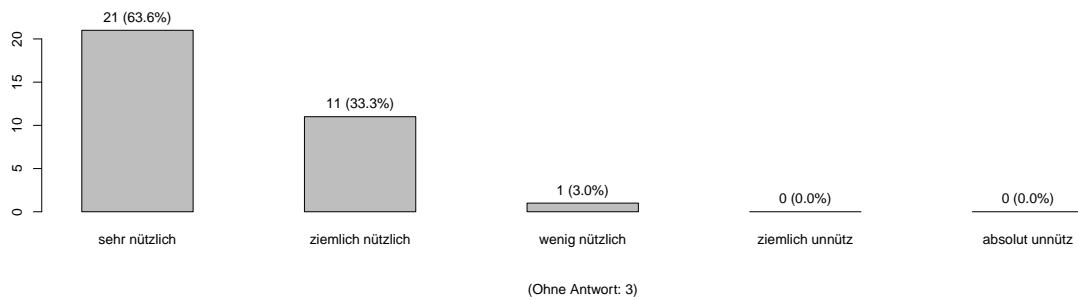 21 (63.6%)
11 (33.3%)
1 (3.0%)
0 (0.0%)
0 (0.0%)
20
15
10
5
0
sehr nützlich
ziemlich nützlich
wenig nützlich
ziemlich unnütz
absolut unnütz
(Ohne Antwort: 3)